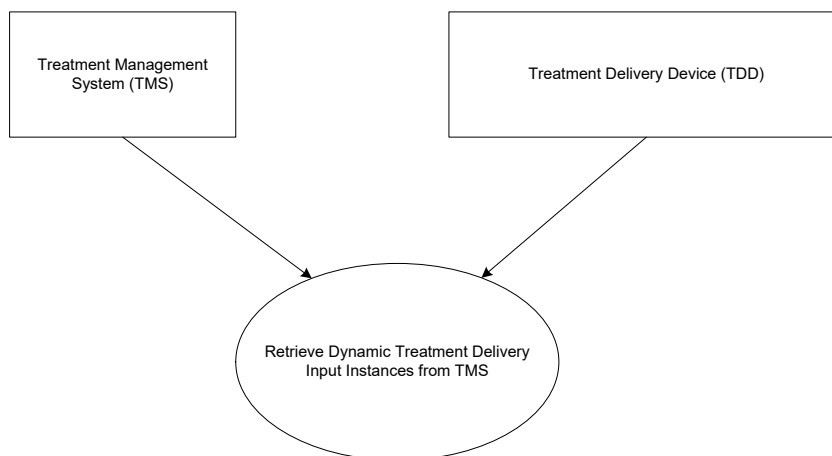 Treatment Management
System (TMS)
Treatment Delivery Device (TDD)
Retrieve Dynamic Treatment Delivery
Input Instances from TMS